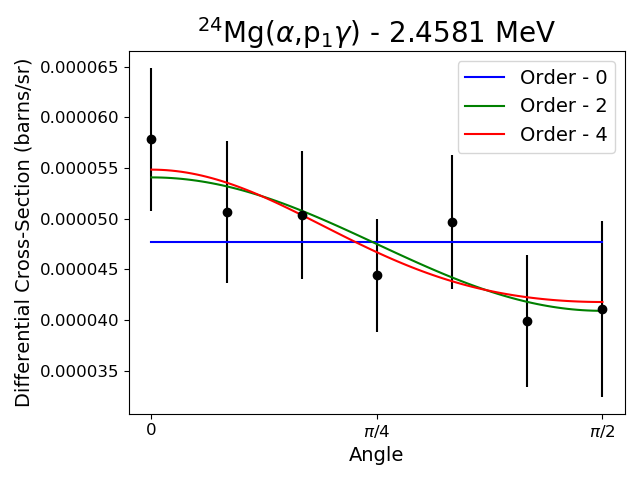 ²⁴Mg(α,p₁γ) - 2.4581 MeV
Order - 0
Order - 2
Order - 4
Differential Cross-Section (barns/sr)
0.000065
0.000060
0.000055
0.000050
0.000045
0.000040
0.000035
0
π/4
π/2
Angle